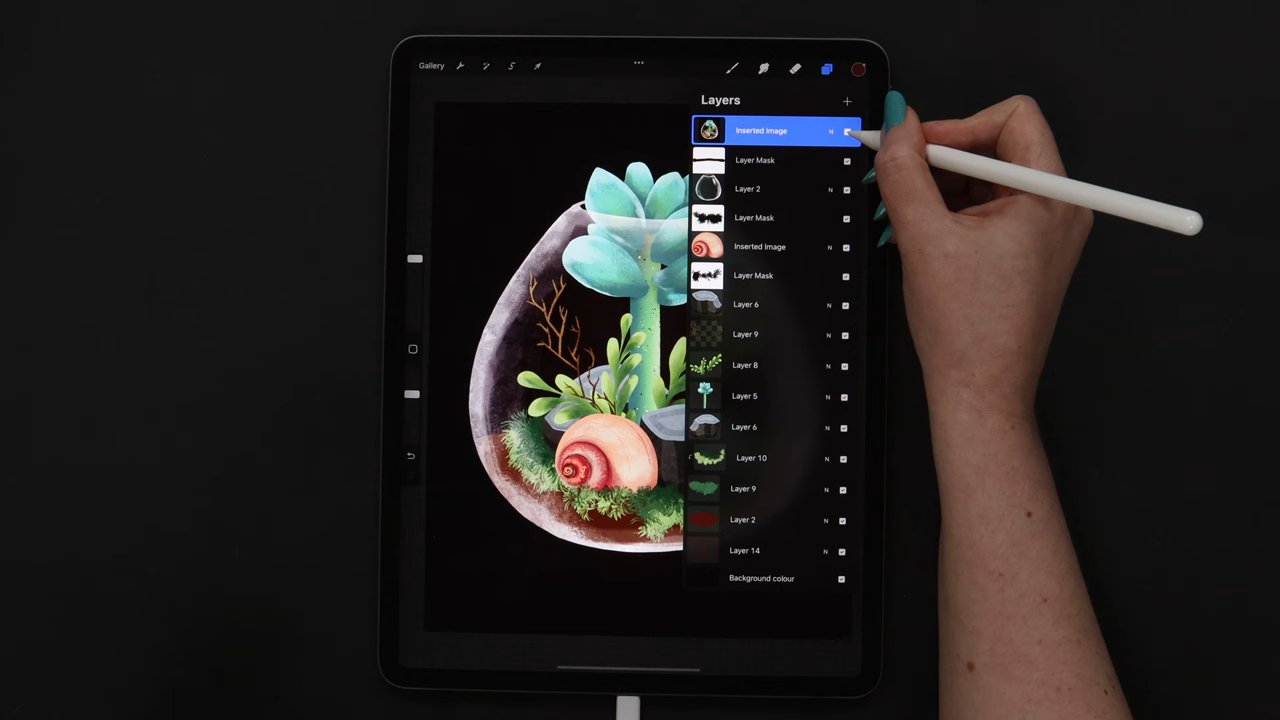 Gallery
Layers
Inserted Image N
Layer Mask
Layer 2 N
Layer Mask
Inserted Image N
Layer Mask
Layer 6 N
Layer 9 N
Layer 8 N
Layer 5 N
Layer 6 N
Layer 10 N
Layer 9 N
Layer 2 N
Layer 14 N
Background colour